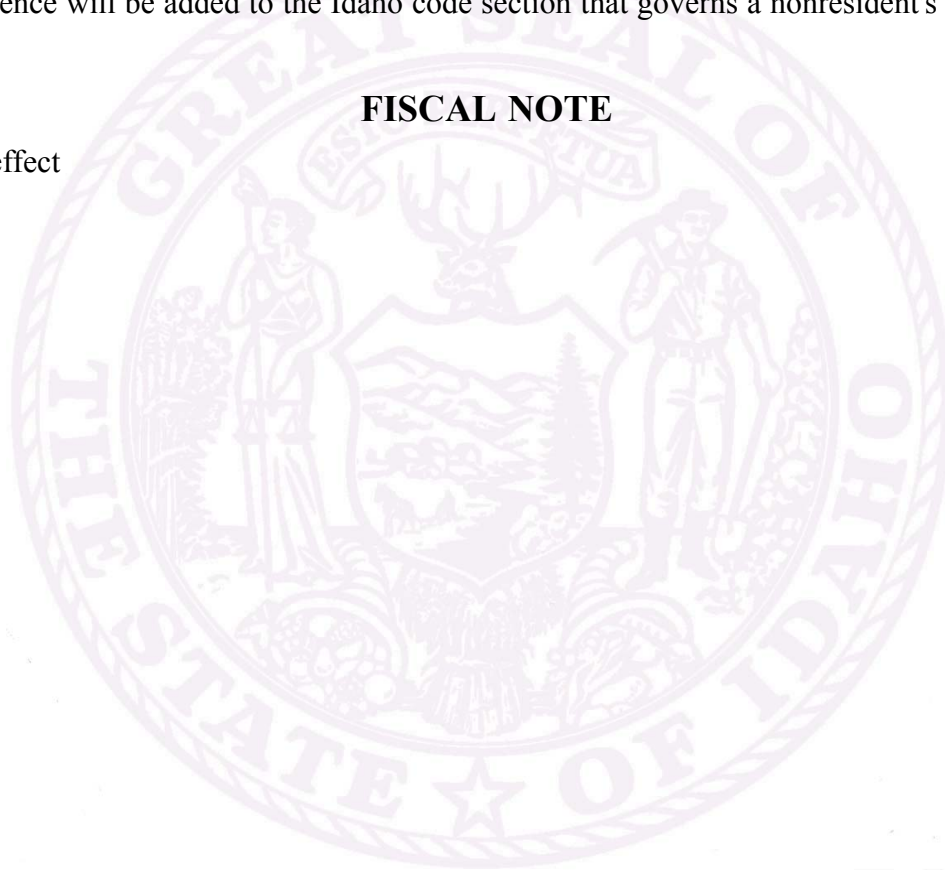 ence will be added to the Idaho code section that governs a nonresident's
FISCAL NOTE
effect
GREAT SEAL OF
THE STATE OF IDAHO